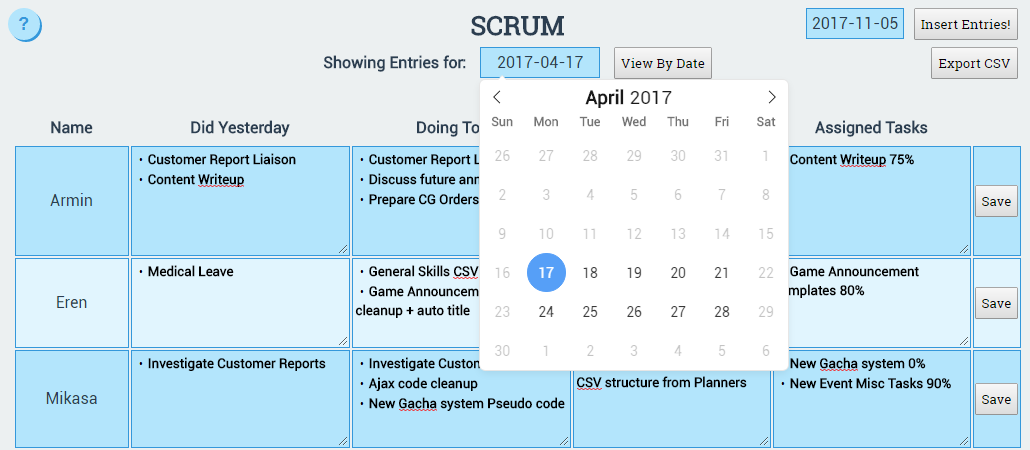 ?
SCRUM
2017-11-05
Insert Entries!
Showing Entries for:
2017-04-17
View By Date
Export CSV
April 2017
Sun Mon Tue Wed Thu Fri Sat
26 27 28 29 30 31 1
2 3 4 5 6 7 8
9 10 11 12 13 14 15
16 17 18 19 20 21 22
23 24 25 26 27 28 29
30 1 2 3 4 5 6
Name
Did Yesterday
Doing To
Assigned Tasks
Armin
• Customer Report Liaison
• Content Writeup
• Customer Report L
• Discuss future ann
• Prepare CG Orders
Content Writeup 75%
Save
Eren
• Medical Leave
• General Skills CSV
• Game Announcem
cleanup + auto title
Game Announcement
mplates 80%
Save
Mikasa
• Investigate Customer Reports
• Investigate Custon
• Ajax code cleanup
• New Gacha system Pseudo code
CSV structure from Planners
• New Gacha system 0%
• New Event Misc Tasks 90%
Save